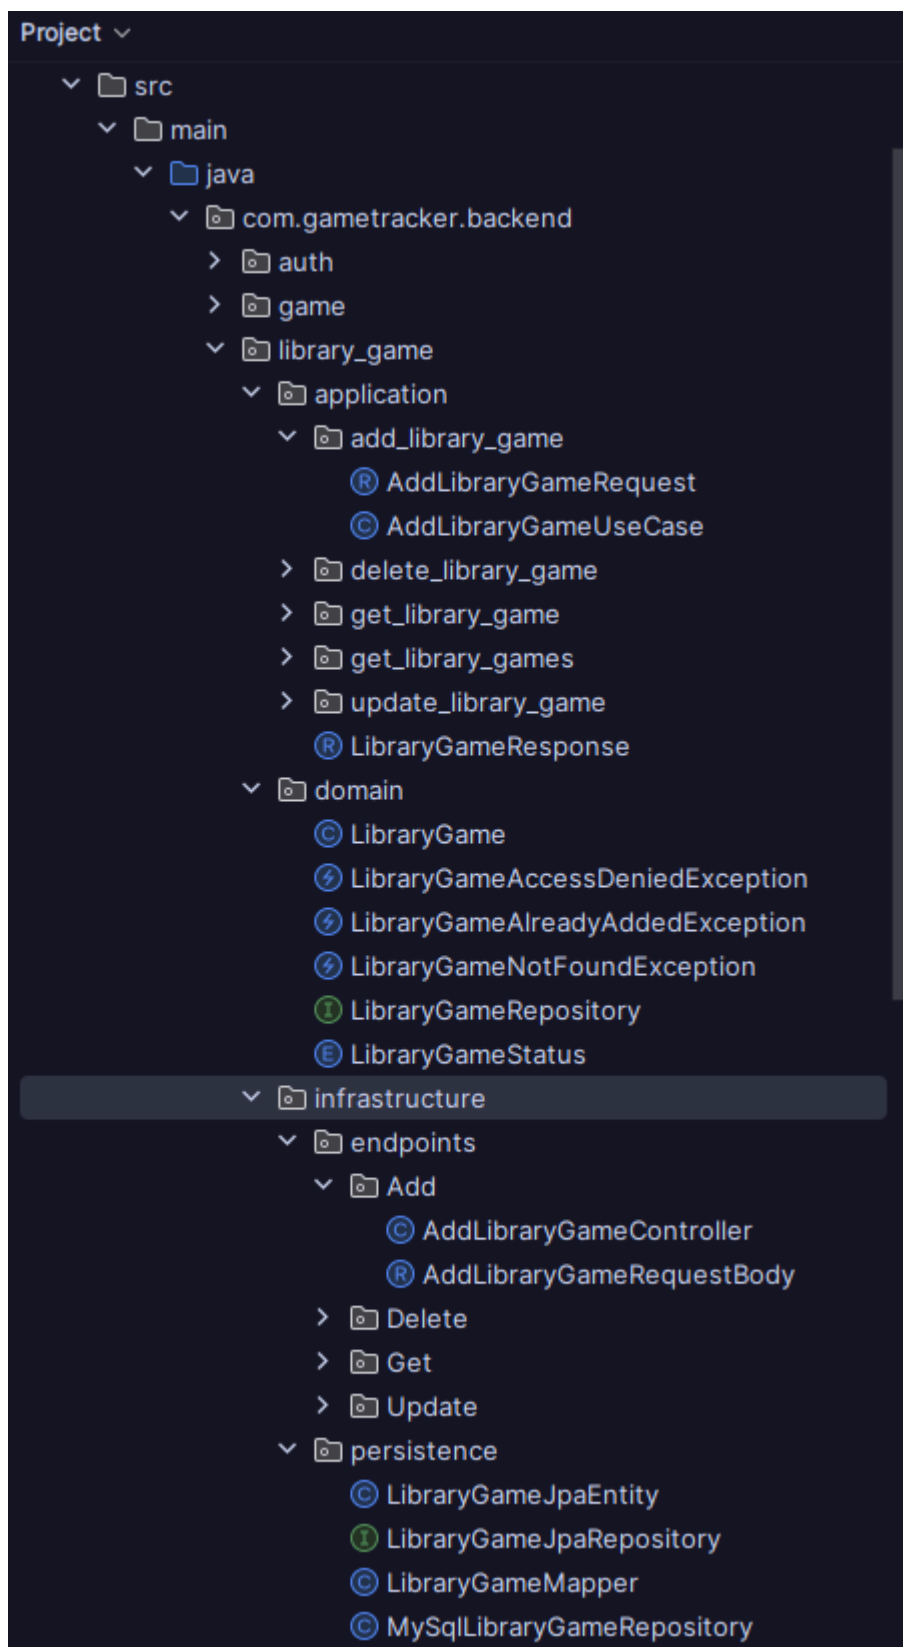 Project
src
main
java
com.gametracker.backend
auth
game
library_game
application
add_library_game
R AddLibraryGameRequest
C AddLibraryGameUseCase
delete_library_game
get_library_game
get_library_games
update_library_game
R LibraryGameResponse
domain
C LibraryGame
LibraryGameAccessDeniedException
LibraryGameAlreadyAddedException
LibraryGameNotFoundException
I LibraryGameRepository
E LibraryGameStatus
infrastructure
endpoints
Add
C AddLibraryGameController
R AddLibraryGameRequestBody
Delete
Get
Update
persistence
C LibraryGameJpaEntity
I LibraryGameJpaRepository
C LibraryGameMapper
C MySqlLibraryGameRepository